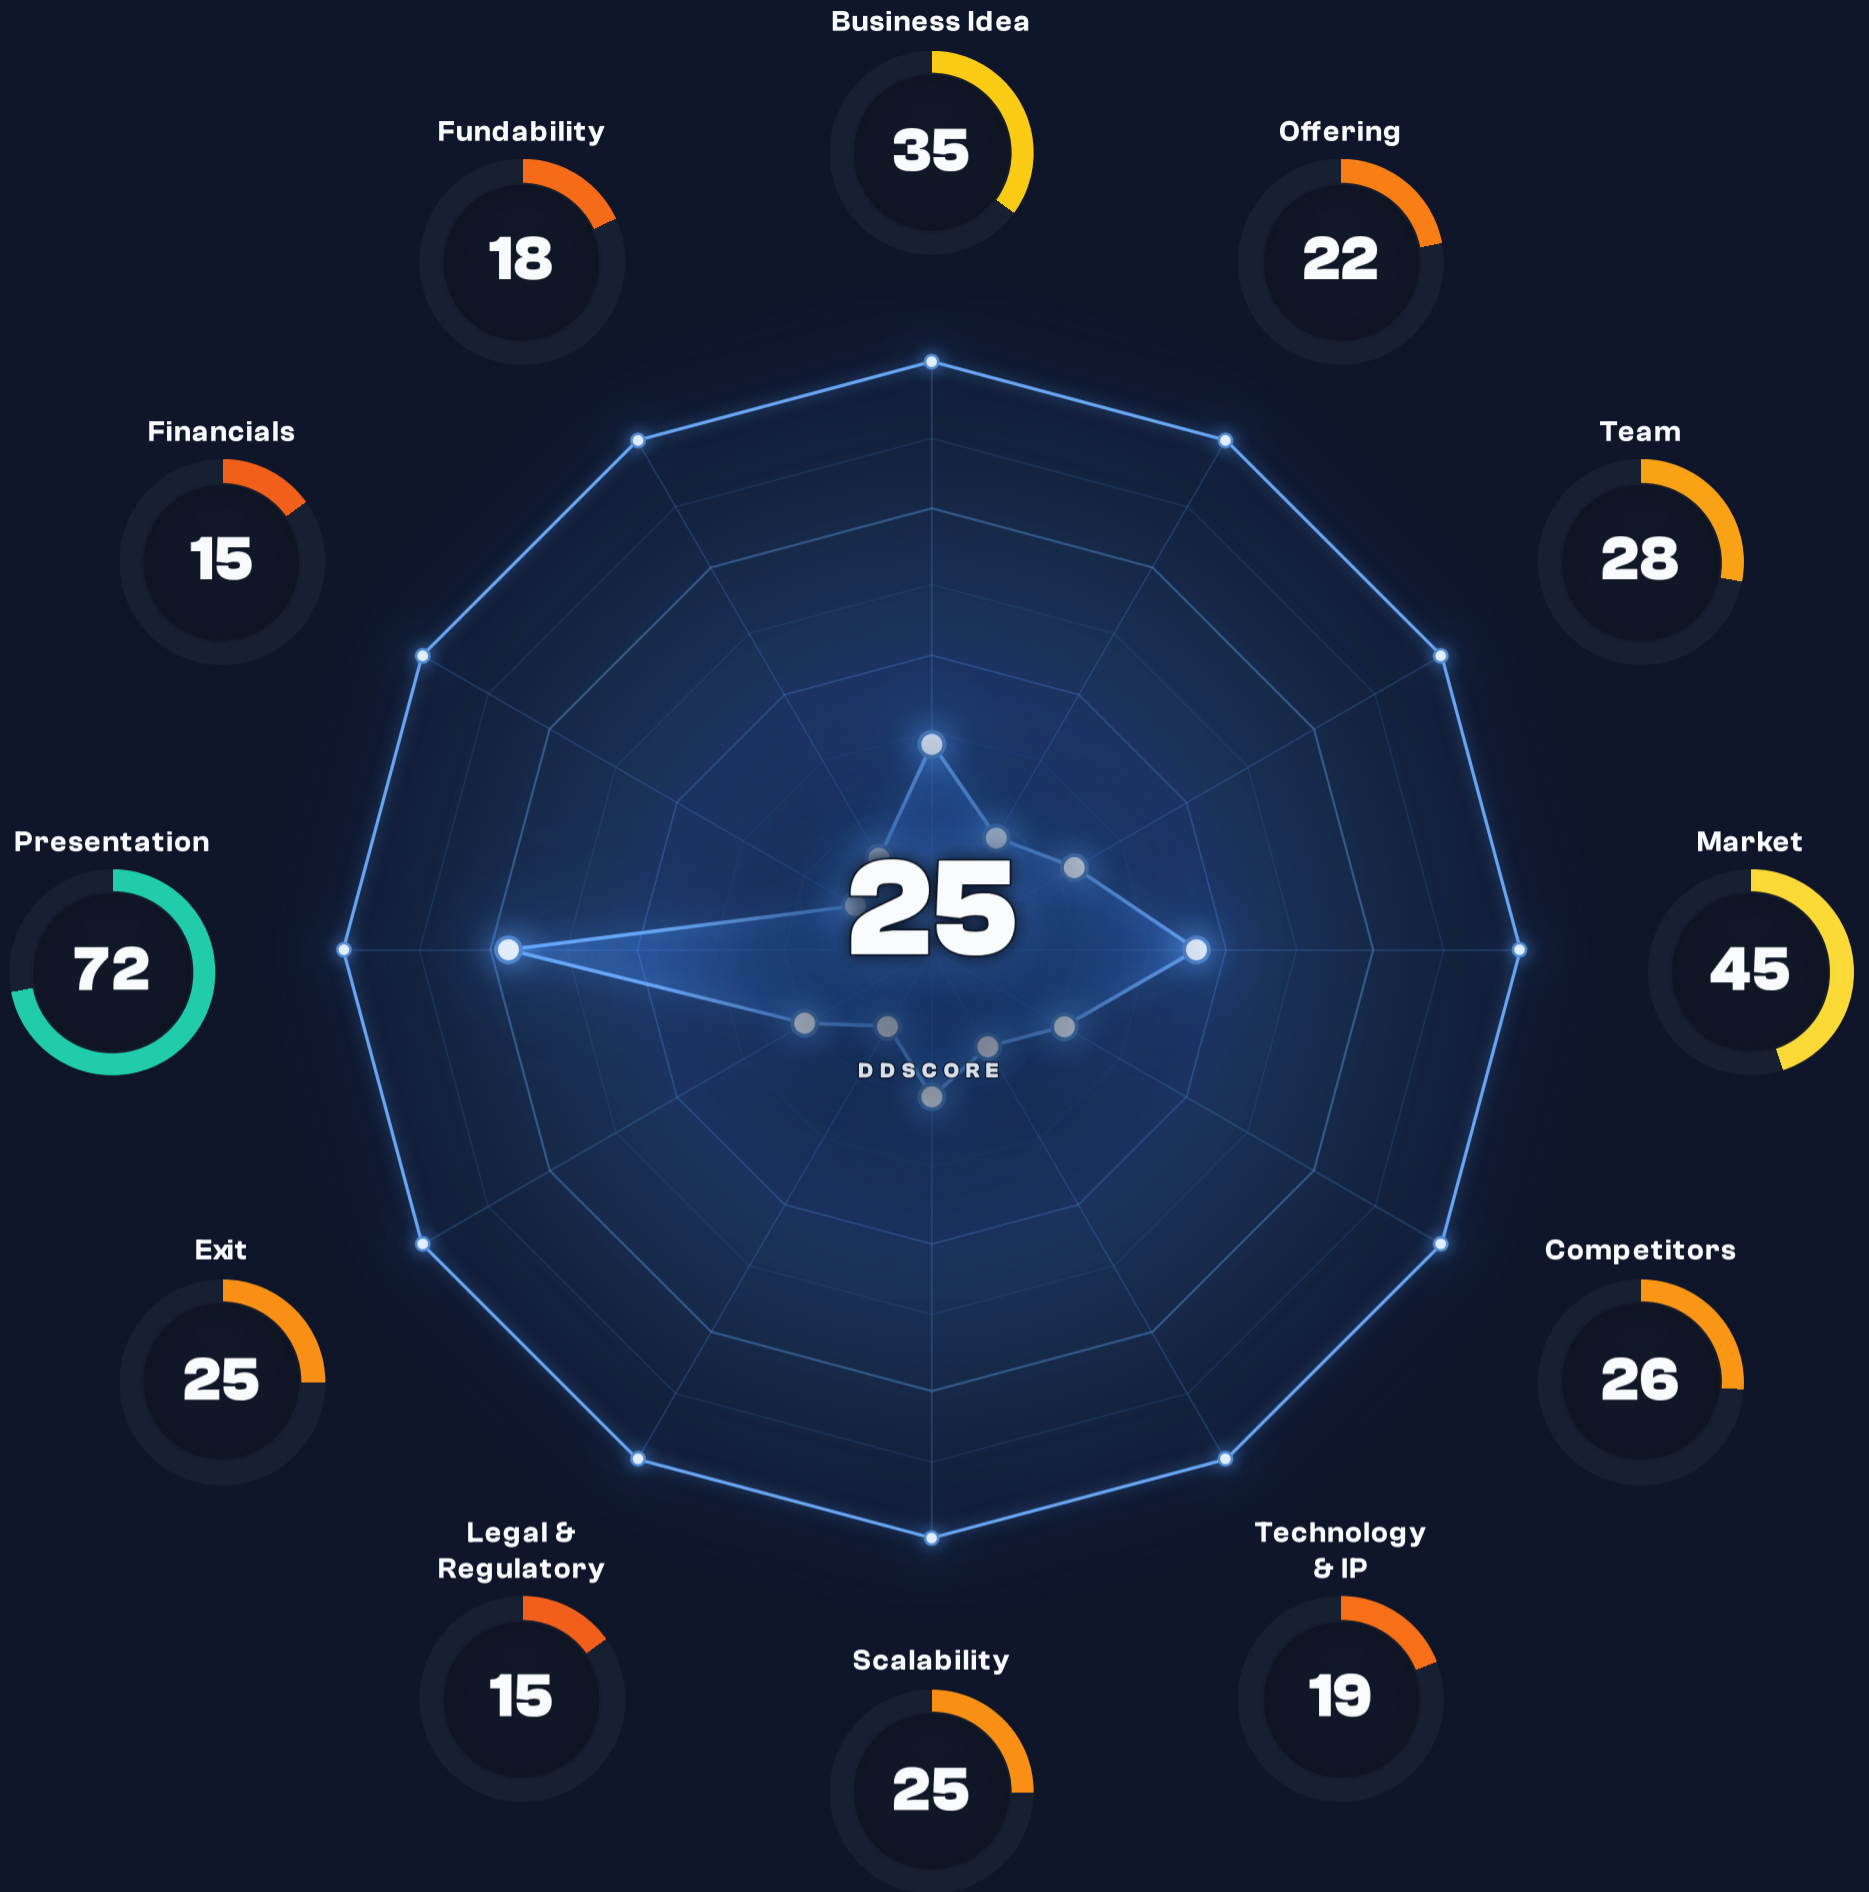 Business Idea
35
Fundability
18
Offering
22
Financials
15
Team
28
Presentation
72
25
DDSCORE
Market
45
Exit
25
Competitors
26
Legal &
Regulatory
15
Technology
& IP
19
Scalability
25